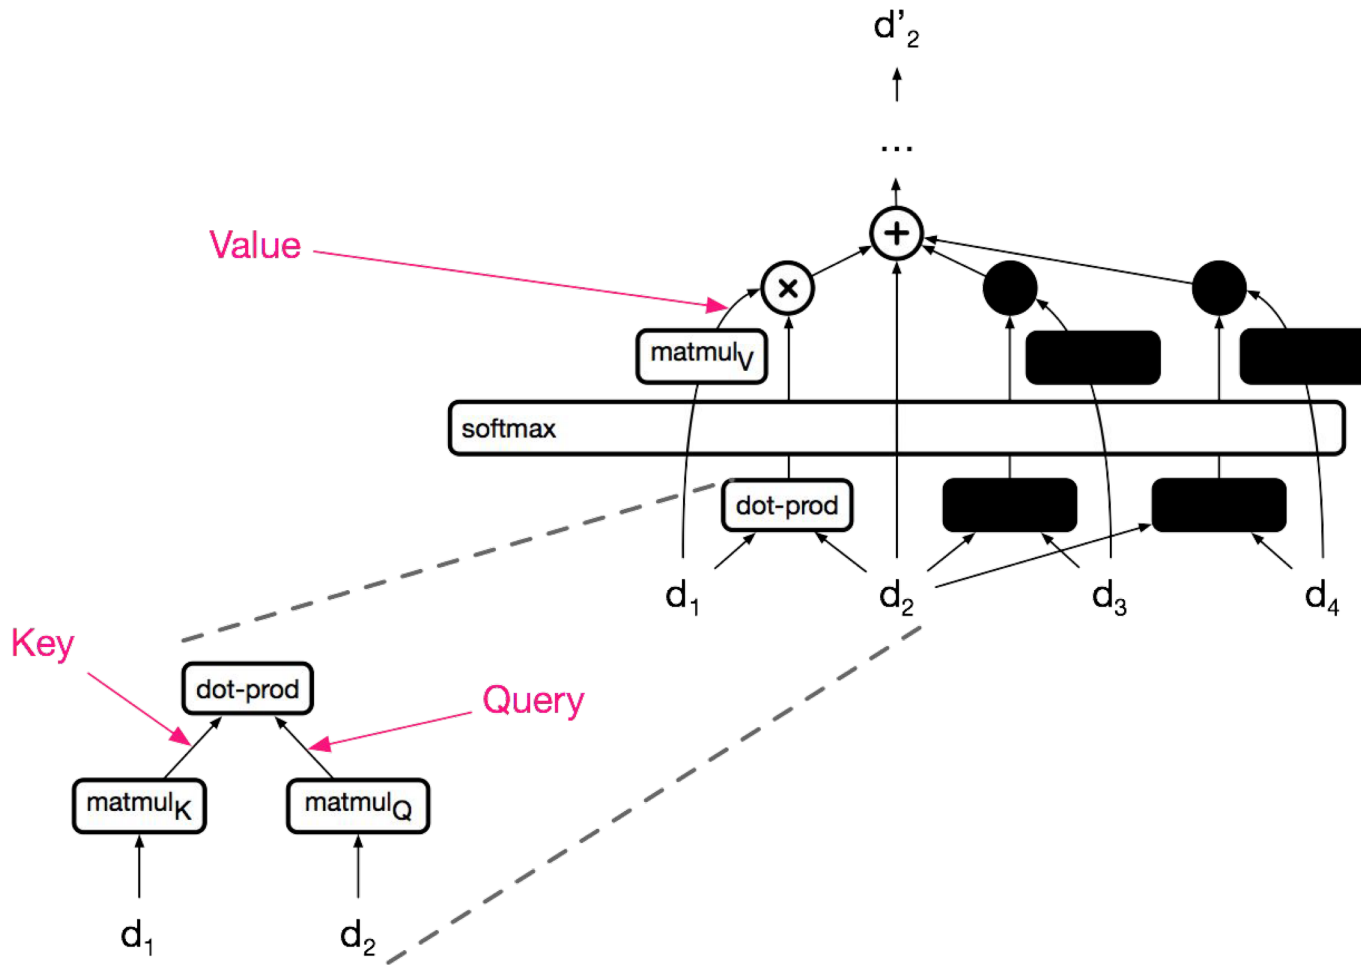 d’2
...
+
Value
×
matmulV
softmax
dot-prod
d1 d2 d3 d4
Key
dot-prod
Query
matmulK matmulQ
d1 d2